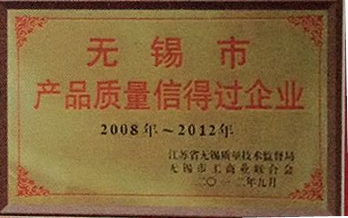 无锡市
产品质量信得过企业
2008年~2012年
江苏省无锡质量技术监督局
无锡市工商业联合会
二〇一二年九月